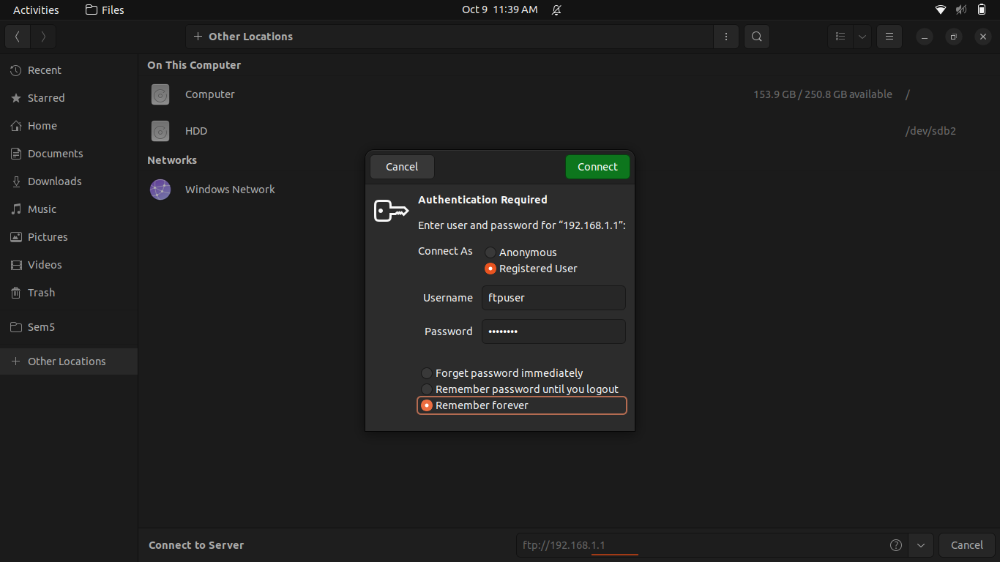 Activities Files Oct 9 11:39 AM
Other Locations
Recent
Starred
Home
Documents
Downloads
Music
Pictures
Videos
Trash
Sem5
Other Locations
On This Computer
Computer 153.9 GB / 250.8 GB available /
HDD /dev/sdb2
Networks
Windows Network
Cancel Connect
Authentication Required
Enter user and password for “192.168.1.1”:
Connect As Anonymous
Registered User
Username ftpuser
Password ••••••••
Forget password immediately
Remember password until you logout
Remember forever
Connect to Server ftp://192.168.1.1 Cancel